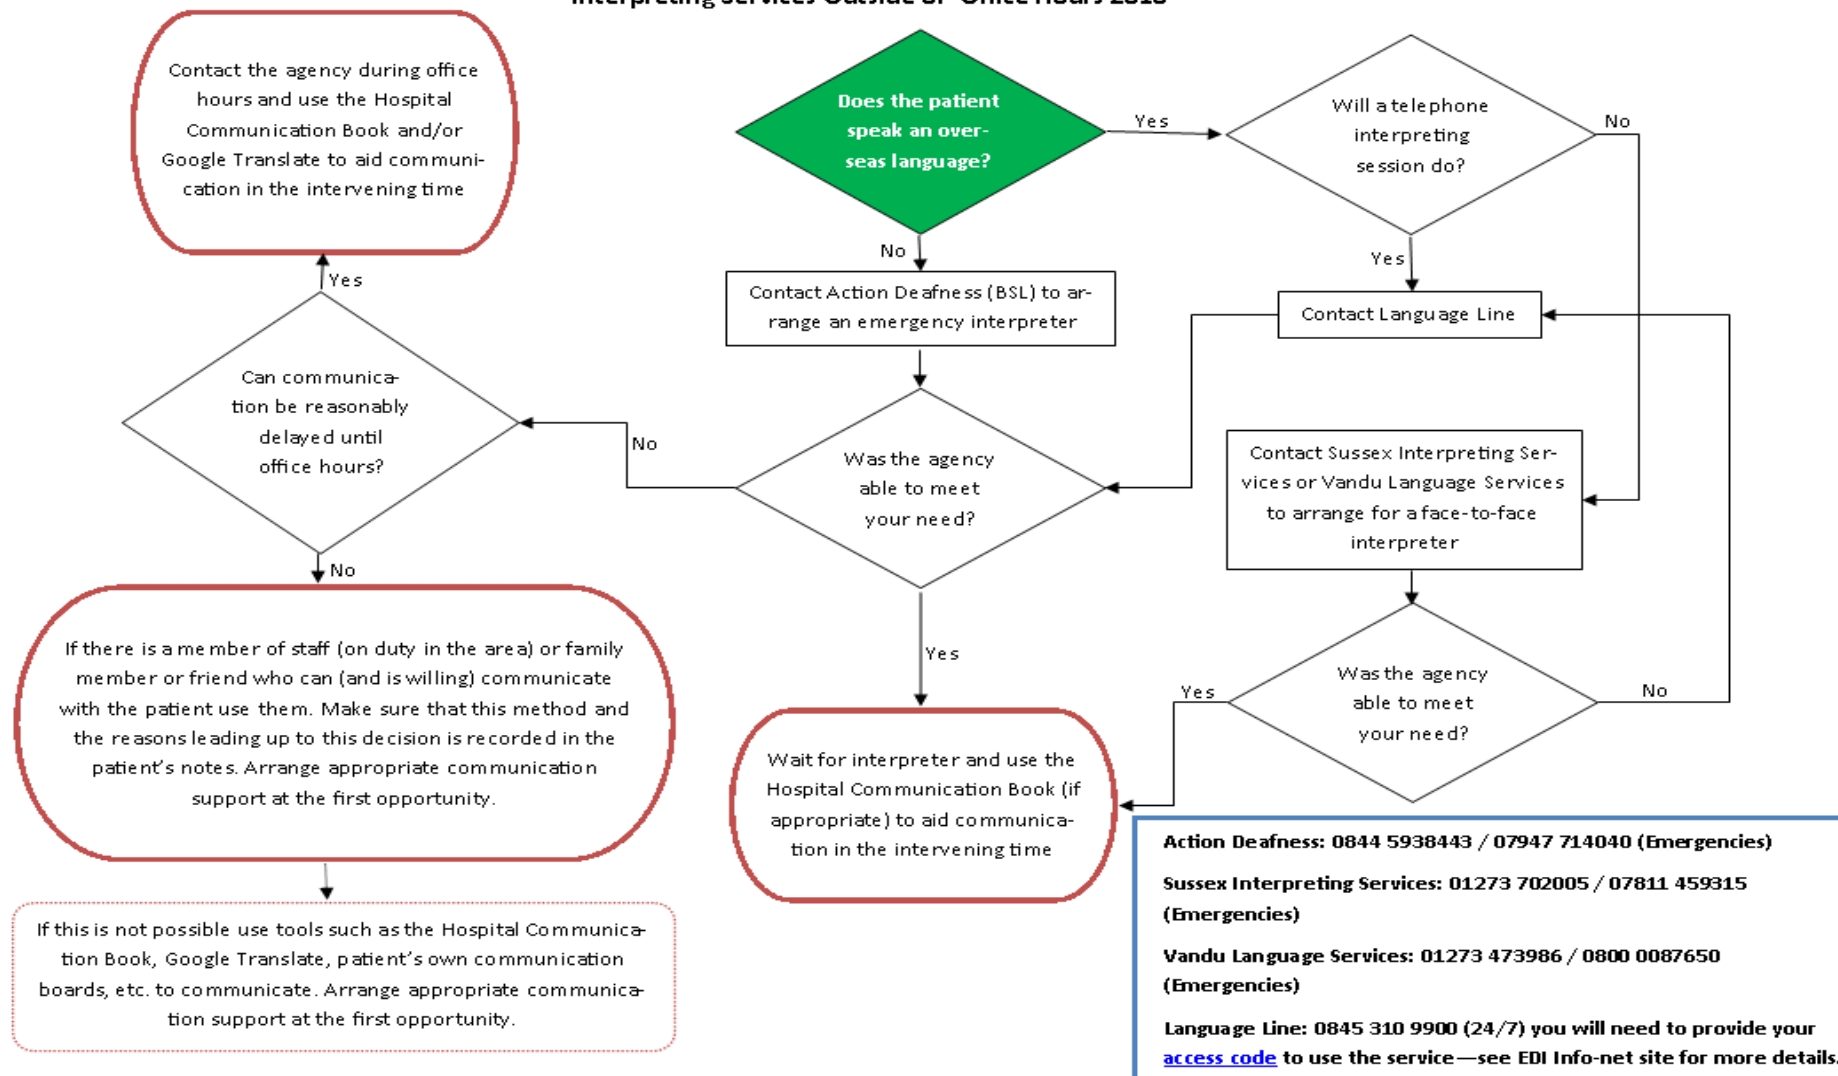 Interpreting Services Outside of Office Hours 2018
Contact the agency during office
hours and use the Hospital
Communication Book and/or
Google Translate to aid communi-
cation in the intervening time
Does the patient
speak an over-
seas language?
Yes
Will a telephone
interpreting
session do?
No
No
Yes
Yes
Contact Action Deafness (BSL) to ar-
range an emergency interpreter
Contact Language Line
Can communica-
tion be reasonably
delayed until
office hours?
No
Was the agency
able to meet
your need?
Contact Sussex Interpreting Ser-
vices or Vandu Language Services
to arrange for a face-to-face
interpreter
No
If there is a member of staff (on duty in the area) or family
member or friend who can (and is willing) communicate
with the patient use them. Make sure that this method and
the reasons leading up to this decision is recorded in the
patient's notes. Arrange appropriate communication
support at the first opportunity.
Yes
Yes
Was the agency
able to meet
your need?
No
Wait for interpreter and use the
Hospital Communication Book (if
appropriate) to aid communica-
tion in the intervening time
If this is not possible use tools such as the Hospital Communica-
tion Book, Google Translate, patient's own communication
boards, etc. to communicate. Arrange appropriate communica-
tion support at the first opportunity.
Action Deafness: 0844 5938443 / 07947 714040 (Emergencies)
Sussex Interpreting Services: 01273 702005 / 07811 459315
(Emergencies)
Vandu Language Services: 01273 473986 / 0800 0087650
(Emergencies)
Language Line: 0845 310 9900 (24/7) you will need to provide your
access code to use the service—see EDI Info-net site for more details.